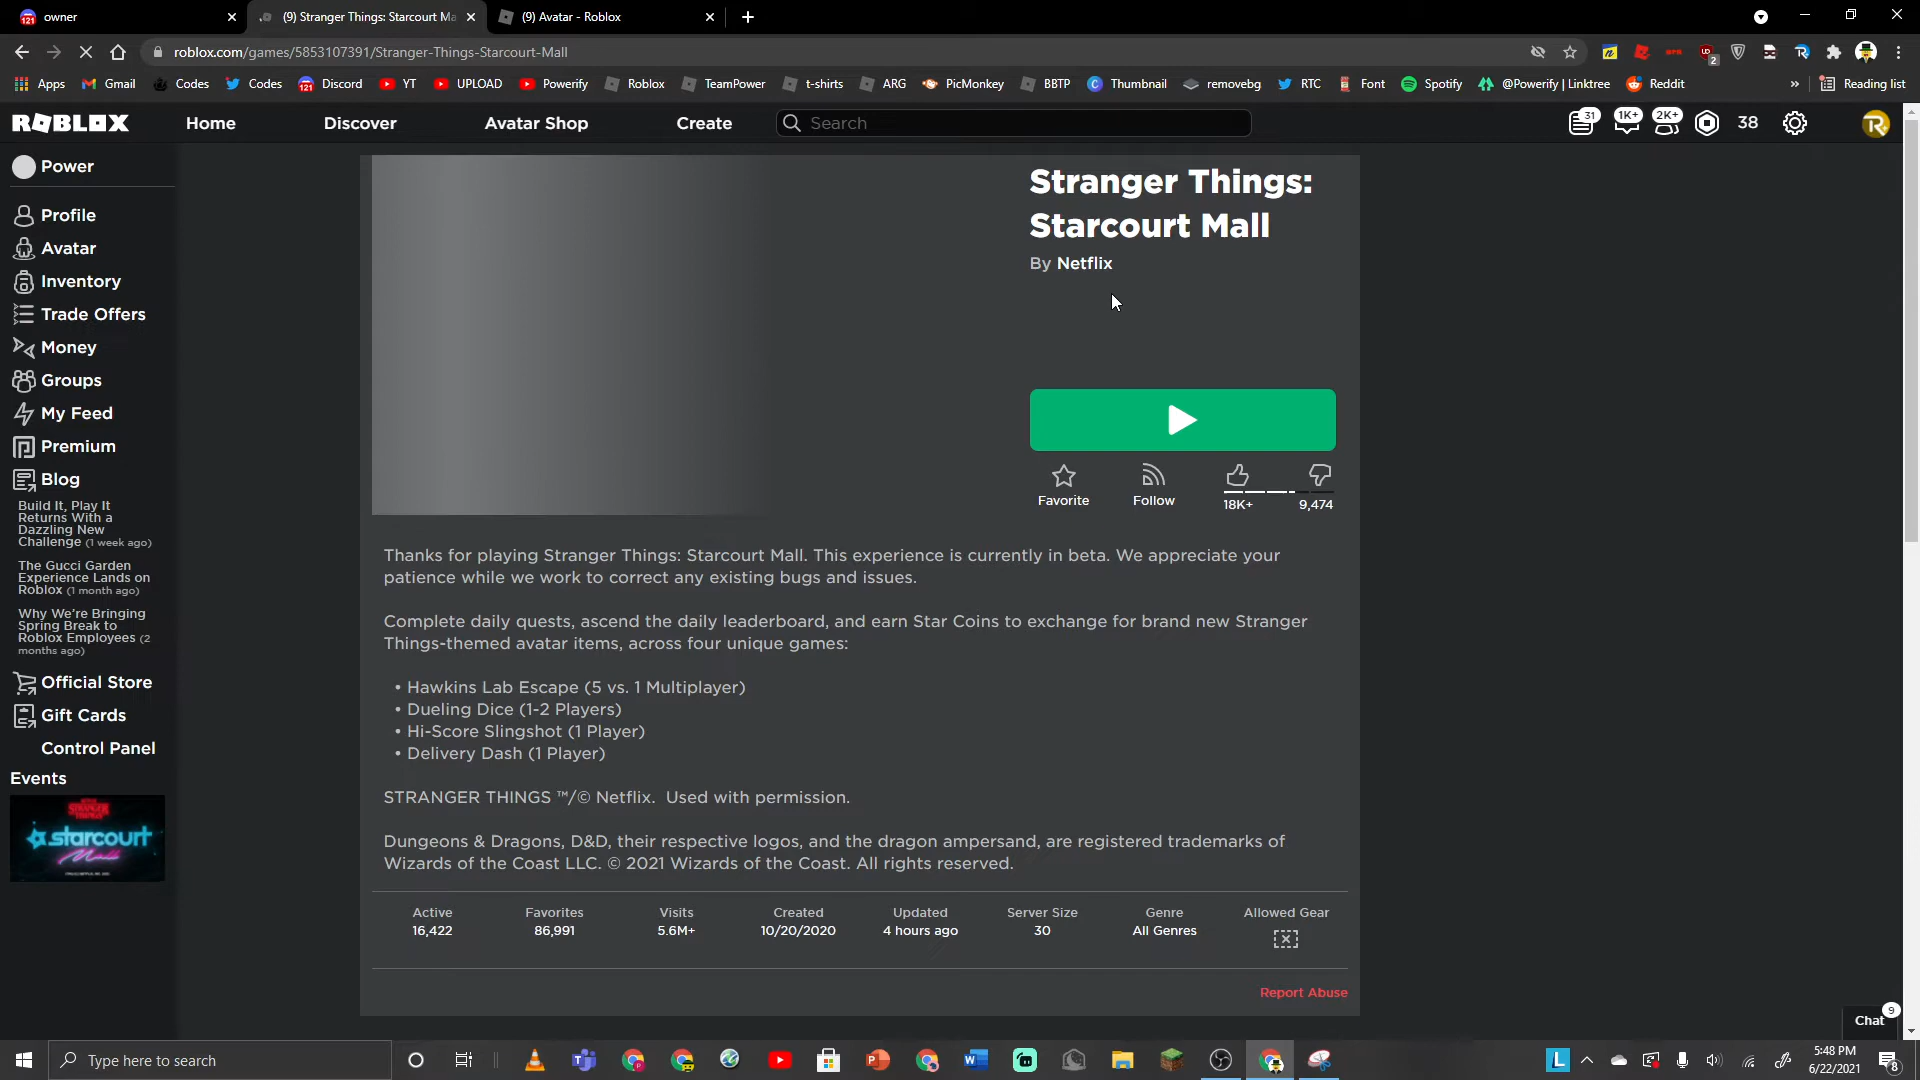 owner
(9) Stranger Things: Starcourt Ma
(9) Avatar - Roblox
roblox.com/games/5853107391/Stranger-Things-Starcourt-Mall
Apps
Gmail
Codes
Codes
Discord
YT
UPLOAD
Powerify
Roblox
TeamPower
t-shirts
ARG
PicMonkey
BBTP
Thumbnail
removebg
RTC
Font
Spotify
@Powerify | Linktree
Reddit
»
Reading list
ROBLOX
Home
Discover
Avatar Shop
Create
Search
31
1K+
2K+
38
Power
Profile
Avatar
Inventory
Trade Offers
Money
Groups
My Feed
Premium
Blog
Build It, Play It
Returns With a
Dazzling New
Challenge (1 week ago)
The Gucci Garden
Experience Lands on
Roblox (1 month ago)
Why We're Bringing
Spring Break to
Roblox Employees (2
months ago)
Official Store
Gift Cards
Control Panel
Events
STRANGER THINGS
starcourt
Stranger Things:
Starcourt Mall
By Netflix
Favorite
Follow
18K+
9,474
Thanks for playing Stranger Things: Starcourt Mall. This experience is currently in beta. We appreciate your
patience while we work to correct any existing bugs and issues.
Complete daily quests, ascend the daily leaderboard, and earn Star Coins to exchange for brand new Stranger
Things-themed avatar items, across four unique games:
• Hawkins Lab Escape (5 vs. 1 Multiplayer)
• Dueling Dice (1-2 Players)
• Hi-Score Slingshot (1 Player)
• Delivery Dash (1 Player)
STRANGER THINGS ™/© Netflix.  Used with permission.
Dungeons & Dragons, D&D, their respective logos, and the dragon ampersand, are registered trademarks of
Wizards of the Coast LLC. © 2021 Wizards of the Coast. All rights reserved.
Active
16,422
Favorites
86,991
Visits
5.6M+
Created
10/20/2020
Updated
4 hours ago
Server Size
30
Genre
All Genres
Allowed Gear
Report Abuse
Chat
9
Type here to search
5:48 PM
6/22/2021
8